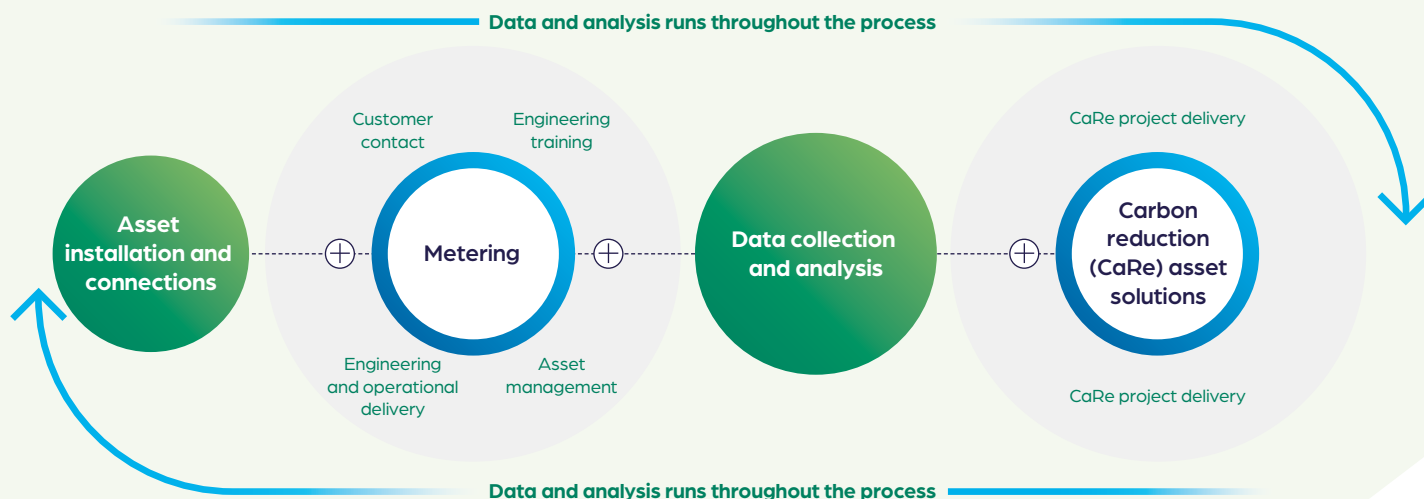 Data and analysis runs throughout the process
Customer
contact
Engineering
training
CaRe project delivery
Asset
installation and
connections
Metering
Data collection
and analysis
Carbon
reduction
(CaRe) asset
solutions
Engineering
and operational
delivery
Asset
management
CaRe project delivery
Data and analysis runs throughout the process